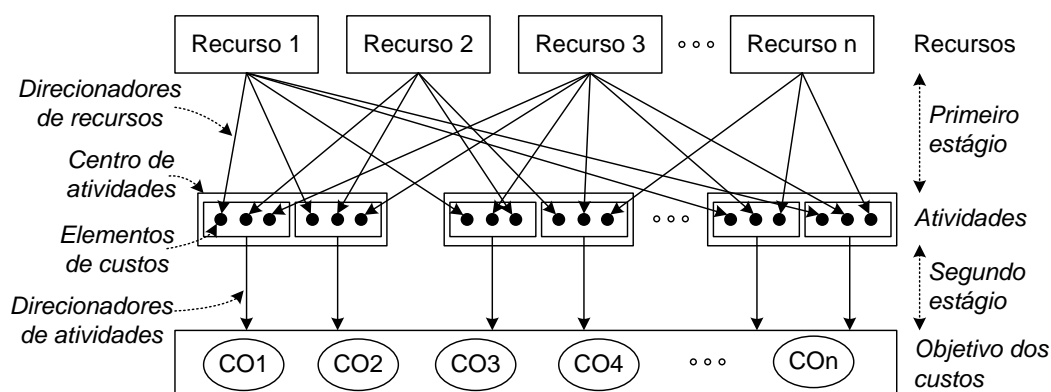 Recurso 1
Recurso 2
Recurso 3
Recurso n
Recursos
Direcionadores
de recursos
Primeiro
estágio
Centro de
atividades
Atividades
Elementos
de custos
Segundo
estágio
Direcionadores
de atividades
CO1
CO2
CO3
CO4
COn
Objetivo dos
custos